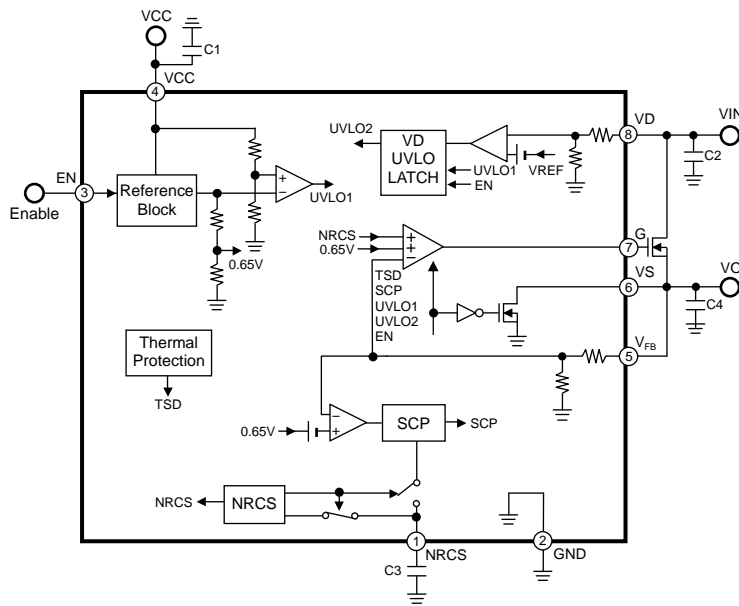 VCC
C1
VCC
4
VD
VIN
8
C2
UVLO2
VD
UVLO
LATCH
UVLO1
EN
VREF
EN
3
Enable
Reference
Block
+
−
UVLO1
0.65V
NRCS
0.65V
+
+
−
G
7
VS
VO
6
C4
TSD
SCP
UVLO1
UVLO2
EN
VFB
5
Thermal
Protection
TSD
0.65V
−
+
SCP
SCP
NRCS
NRCS
1
NRCS
2
GND
C3